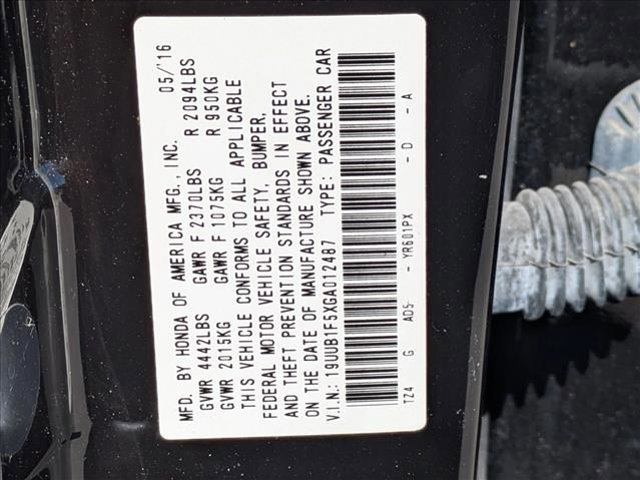 MFD. BY HONDA OF AMERICA MFG., INC. 05/'16
GVWR 4442LBS GAWR F 2370LBS R 2094LBS
GVWR 2015KG GAWR F 1075KG R 950KG
THIS VEHICLE CONFORMS TO ALL APPLICABLE
FEDERAL MOTOR VEHICLE SAFETY, BUMPER,
AND THEFT PREVENTION STANDARDS IN EFFECT
ON THE DATE OF MANUFACTURE SHOWN ABOVE.
V.I.N.: 19UUB1F5XGA012487 TYPE: PASSENGER CAR
TZ4 G AD5- YR601PX -D -A